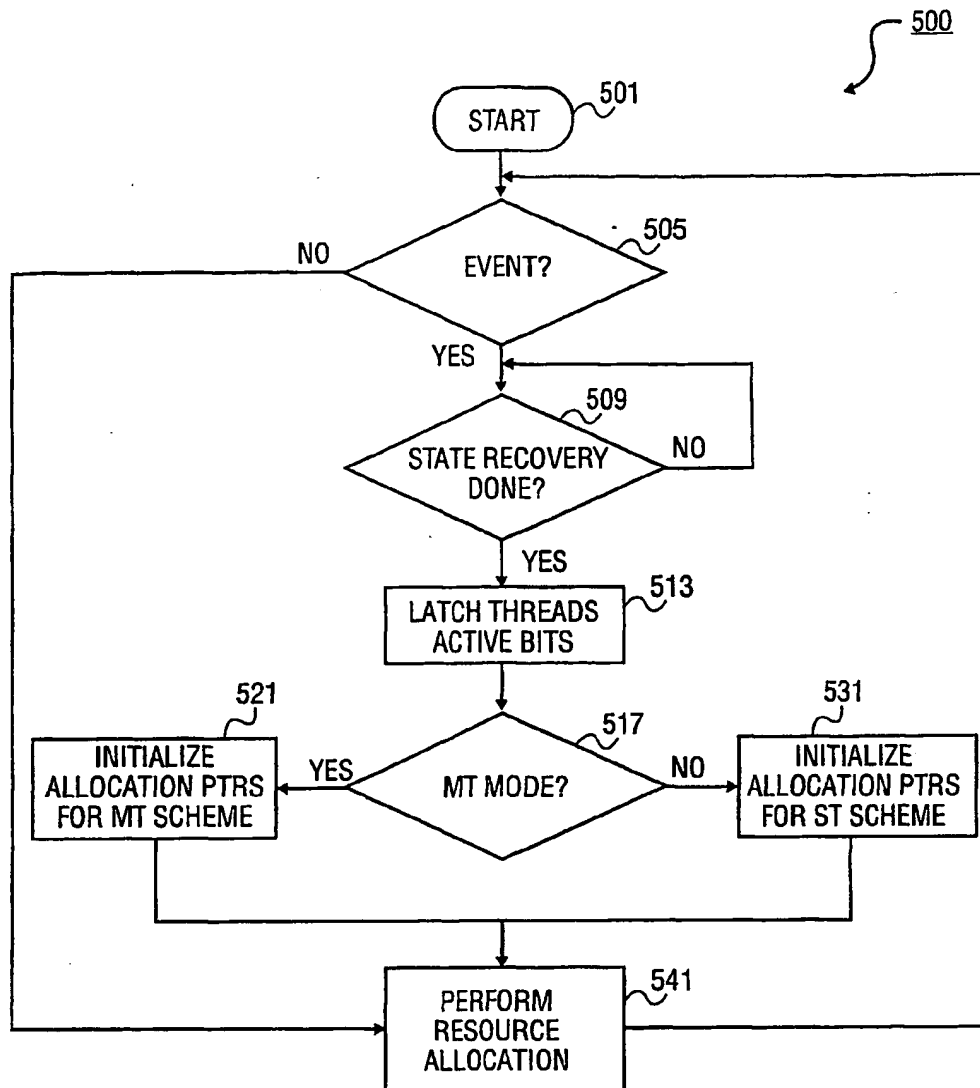 500
START
501
NO
EVENT?
505
YES
509
STATE RECOVERY
DONE?
NO
YES
LATCH THREADS
ACTIVE BITS
513
521
INITIALIZE
ALLOCATION PTRS
FOR MT SCHEME
YES
MT MODE?
517
NO
531
INITIALIZE
ALLOCATION PTRS
FOR ST SCHEME
PERFORM
RESOURCE
ALLOCATION
541